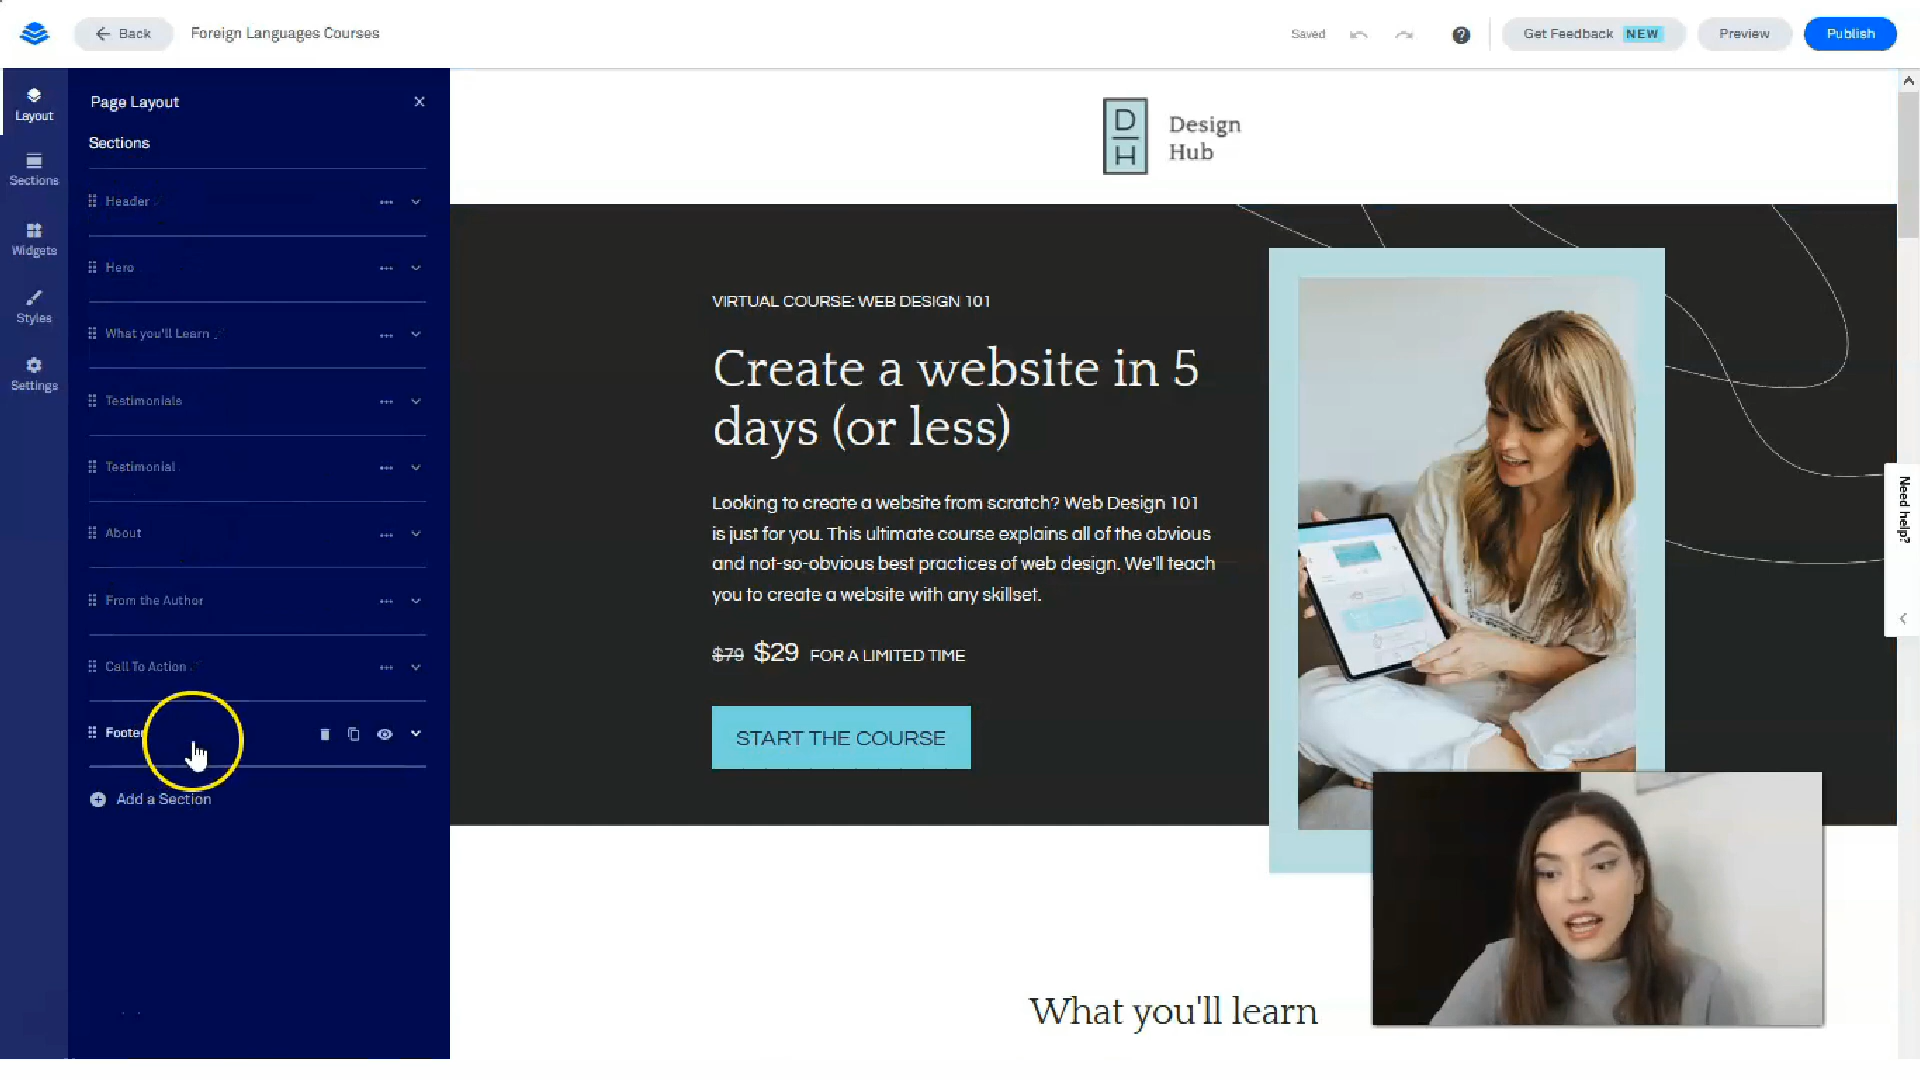 Back
Foreign Languages Courses
Saved
Get Feedback NEW
Preview
Publish
Layout
Sections
Widgets
Styles
Settings
Page Layout
Sections
Header
Hero
What you'll Learn
Testimonials
Testimonial
About
From the Author
Call To Action
Footer
Add a Section
D
H
Design
Hub
VIRTUAL COURSE: WEB DESIGN 101
Create a website in 5
days (or less)
Looking to create a website from scratch? Web Design 101
is just for you. This ultimate course explains all of the obvious
and not-so-obvious best practices of web design. We'll teach
you to create a website with any skillset.
$79 $29 FOR A LIMITED TIME
START THE COURSE
What you'll learn
Need help?